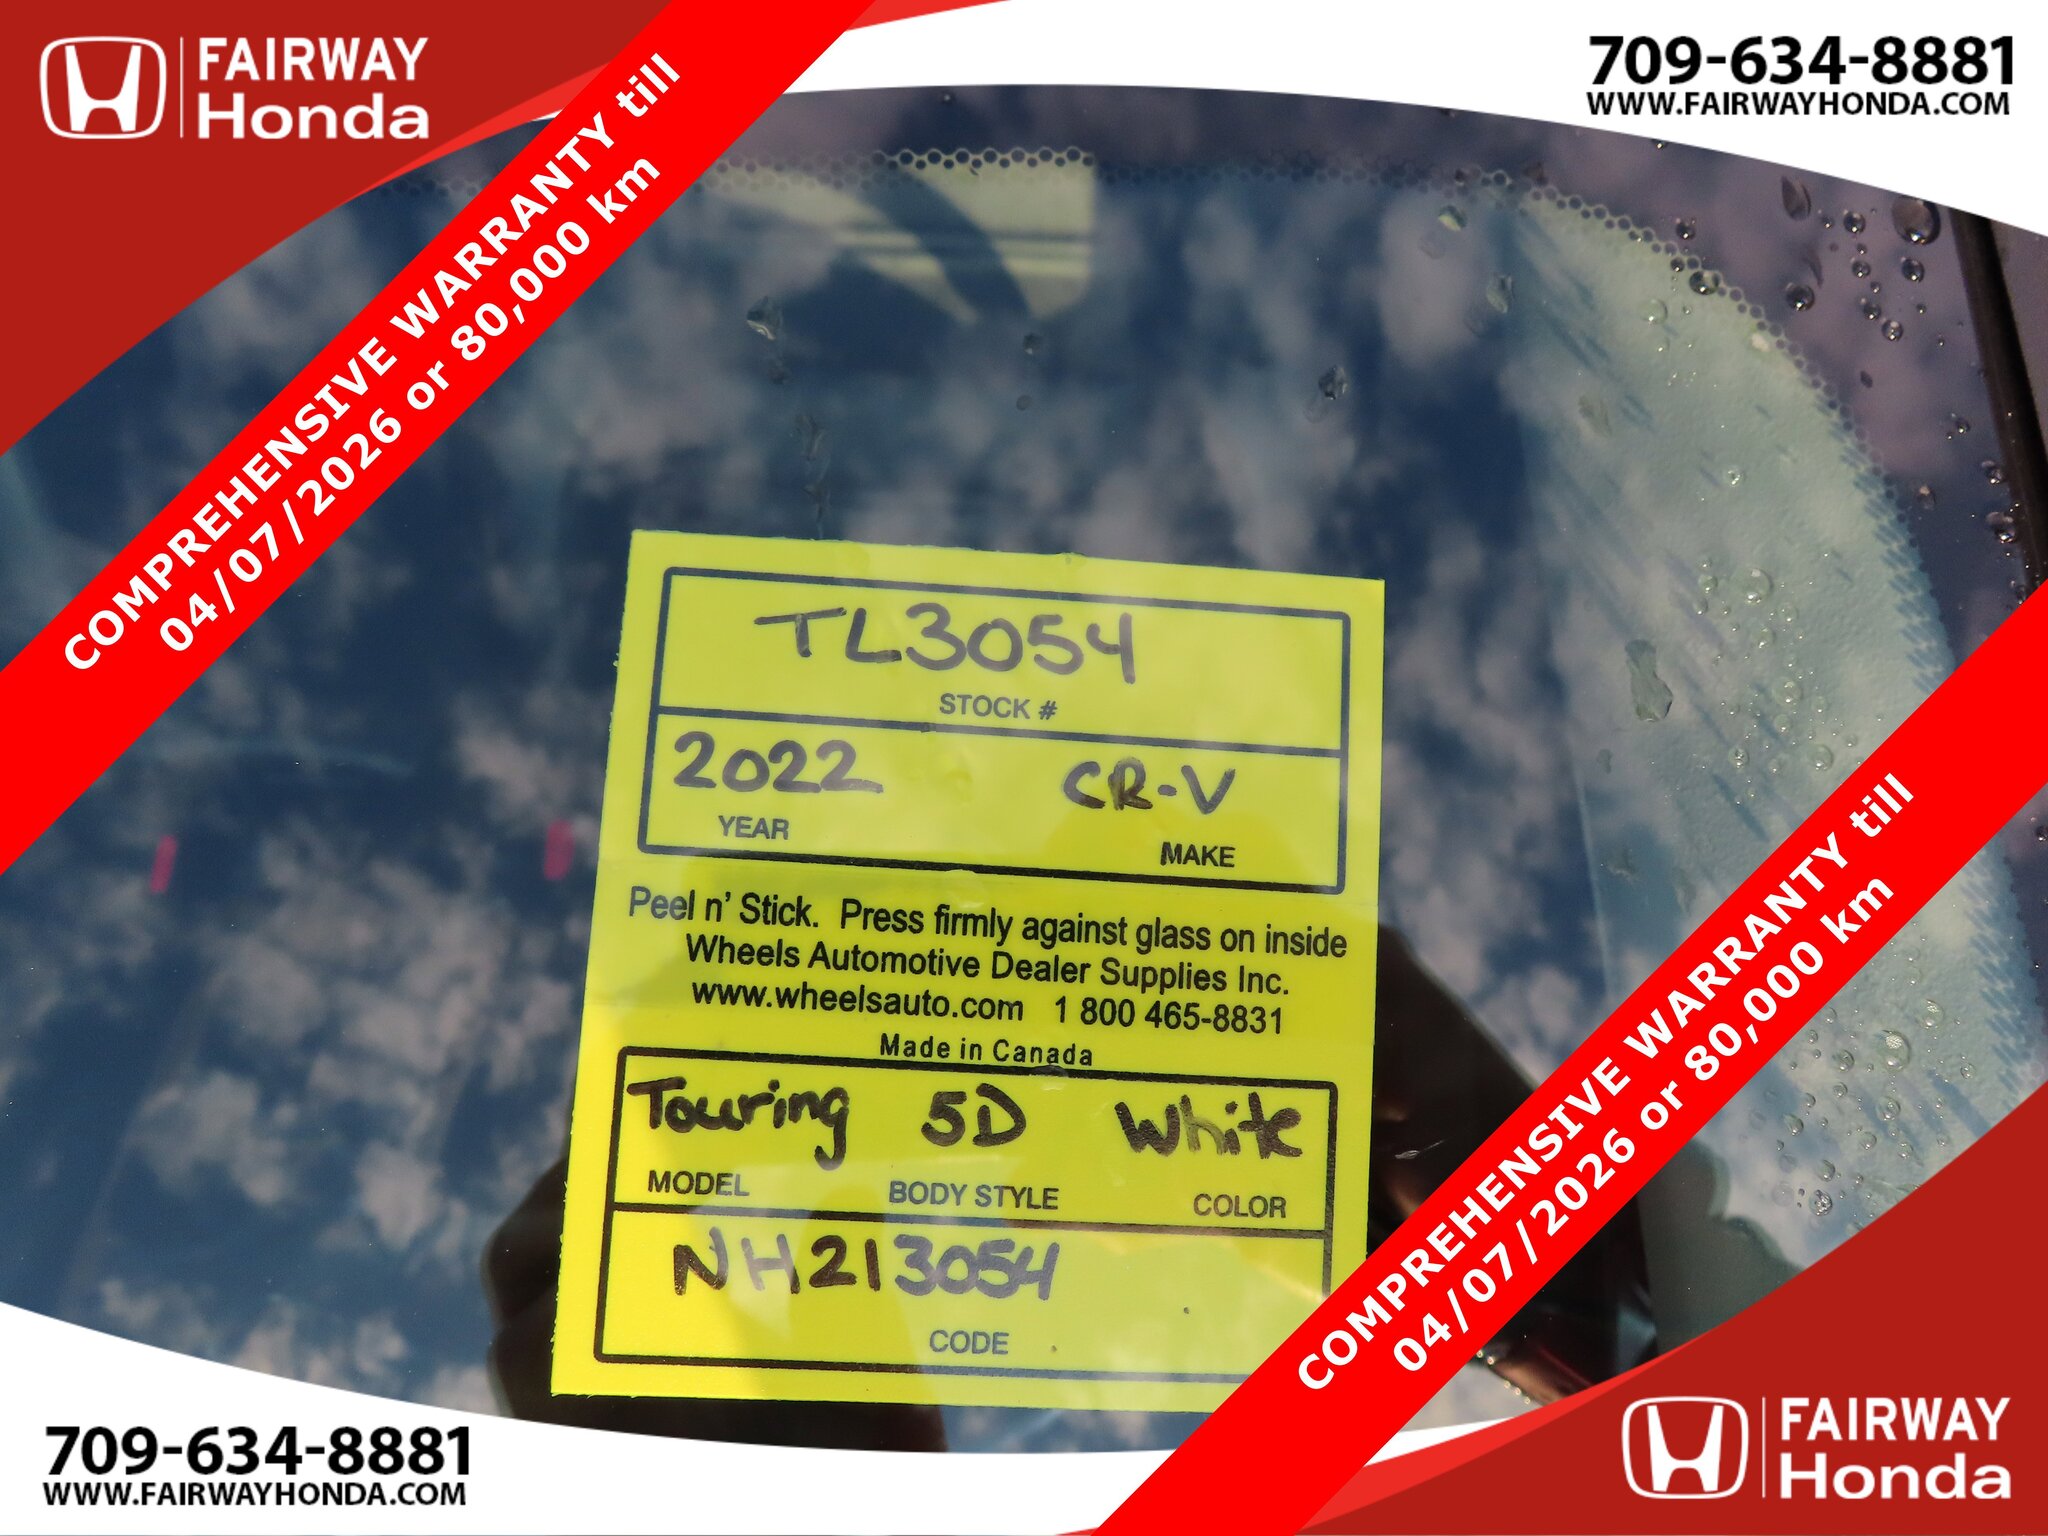 FAIRWAY
Honda
709-634-8881
WWW.FAIRWAYHONDA.COM
COMPREHENSIVE WARRANTY till
04/07/2026 or 80,000 km
TL3054
STOCK #
2022 CR-V
YEAR MAKE
Peel n' Stick. Press firmly against glass on inside
Wheels Automotive Dealer Supplies Inc.
www.wheelsauto.com 1 800 465-8831
Made in Canada
Touring 5D White
MODEL BODY STYLE COLOR
NH213054
CODE
COMPREHENSIVE WARRANTY till
04/07/2026 or 80,000 km
709-634-8881
WWW.FAIRWAYHONDA.COM
FAIRWAY
Honda